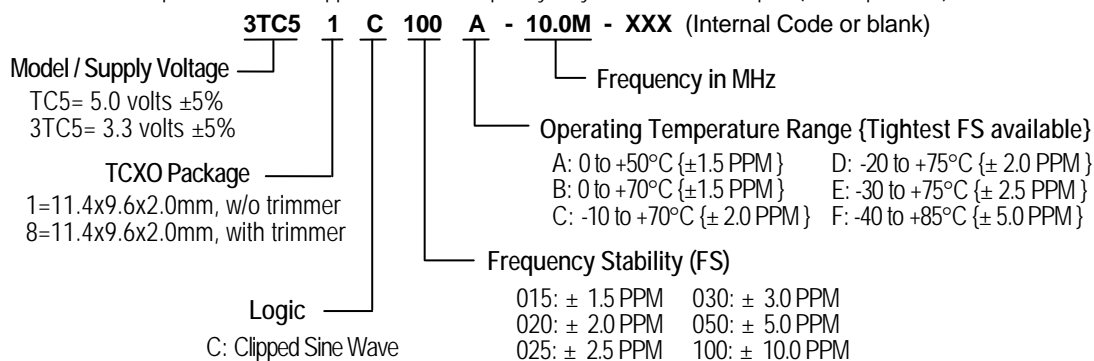 3TC5 1 C 100 A - 10.0M - XXX (Internal Code or blank)
Model / Supply Voltage
TC5= 5.0 volts ±5%
3TC5= 3.3 volts ±5%
Frequency in MHz
Operating Temperature Range {Tightest FS available}
A: 0 to +50°C {±1.5 PPM } D: -20 to +75°C {± 2.0 PPM }
B: 0 to +70°C {±1.5 PPM } E: -30 to +75°C {± 2.5 PPM }
C: -10 to +70°C {± 2.0 PPM } F: -40 to +85°C {± 5.0 PPM }
TCXO Package
1=11.4x9.6x2.0mm, w/o trimmer
8=11.4x9.6x2.0mm, with trimmer
Frequency Stability (FS)
015: ± 1.5 PPM 030: ± 3.0 PPM
020: ± 2.0 PPM 050: ± 5.0 PPM
025: ± 2.5 PPM 100: ± 10.0 PPM
Logic
C: Clipped Sine Wave